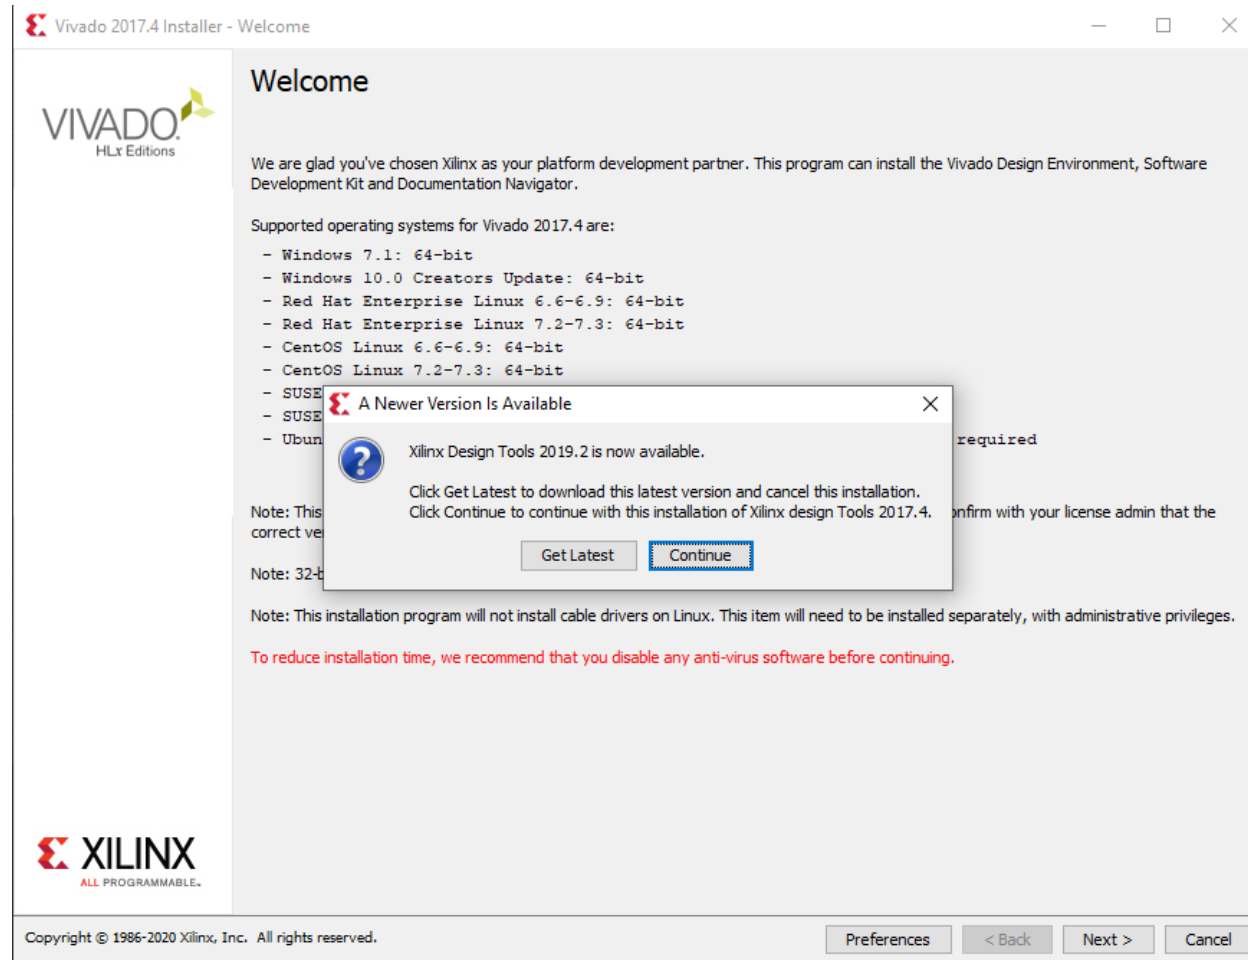 Vivado 2017.4 Installer - Welcome
VIVADO
HLx Editions
Welcome
We are glad you've chosen Xilinx as your platform development partner. This program can install the Vivado Design Environment, Software
Development Kit and Documentation Navigator.
Supported operating systems for Vivado 2017.4 are:
- Windows 7.1: 64-bit
- Windows 10.0 Creators Update: 64-bit
- Red Hat Enterprise Linux 6.6-6.9: 64-bit
- Red Hat Enterprise Linux 7.2-7.3: 64-bit
- CentOS Linux 6.6-6.9: 64-bit
- CentOS Linux 7.2-7.3: 64-bit
- SUSE
- SUSE
- Ubun required
A Newer Version Is Available
Xilinx Design Tools 2019.2 is now available.
Click Get Latest to download this latest version and cancel this installation.
Click Continue to continue with this installation of Xilinx design Tools 2017.4.
Get Latest Continue
Note: This onfirm with your license admin that the
correct ve
Note: 32-b
Note: This installation program will not install cable drivers on Linux. This item will need to be installed separately, with administrative privileges.
To reduce installation time, we recommend that you disable any anti-virus software before continuing.
XILINX
ALL PROGRAMMABLE™
Copyright © 1986-2020 Xilinx, Inc. All rights reserved.
Preferences < Back Next > Cancel